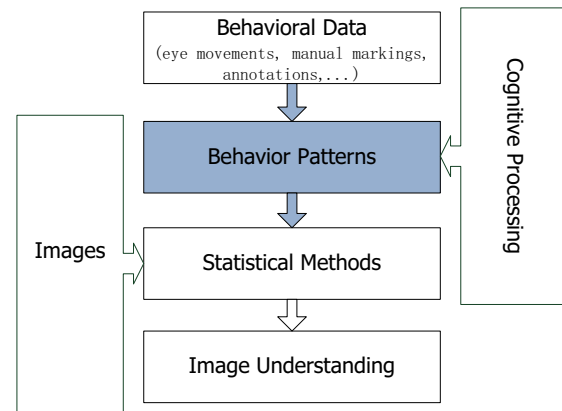 Behavioral Data
(eye movements, manual markings,
annotations,...)
Behavior Patterns
Cognitive Processing
Images
Statistical Methods
Image Understanding